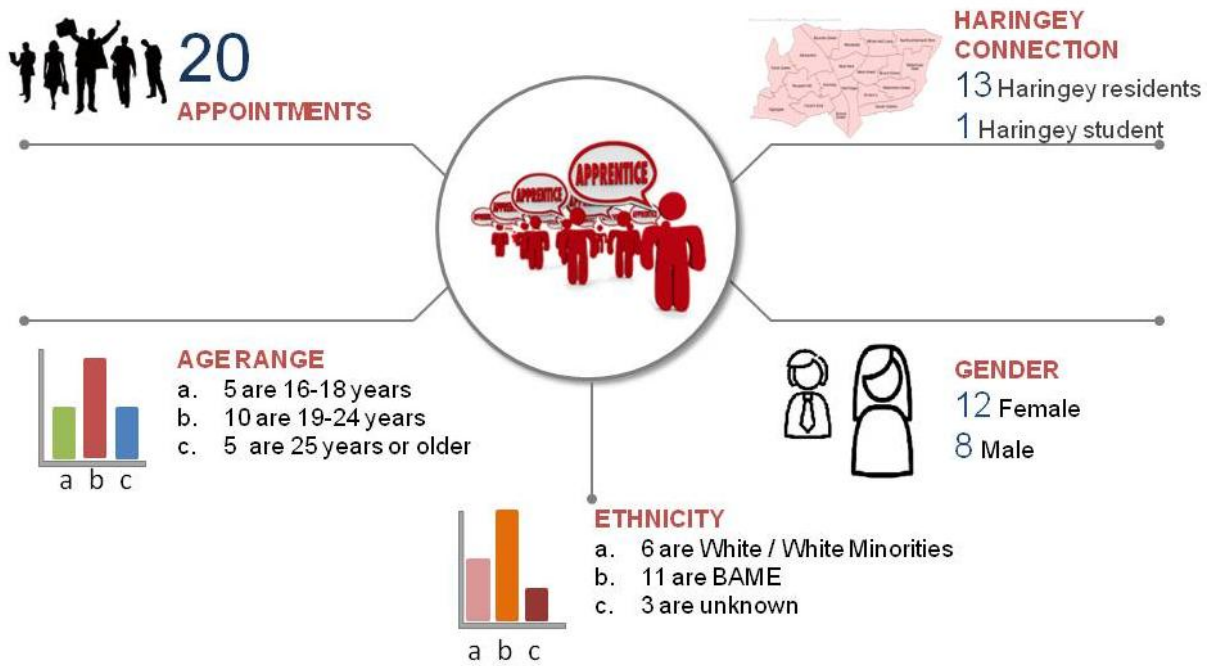 20
APPOINTMENTS
HARINGEY
CONNECTION
13 Haringey residents
1 Haringey student
APPRENTICE
APPRENTICE
APPRENTICE
AGE RANGE
a. 5 are 16-18 years
b. 10 are 19-24 years
c. 5 are 25 years or older
a b c
GENDER
12 Female
8 Male
ETHNICITY
a. 6 are White / White Minorities
b. 11 are BAME
c. 3 are unknown
a b c